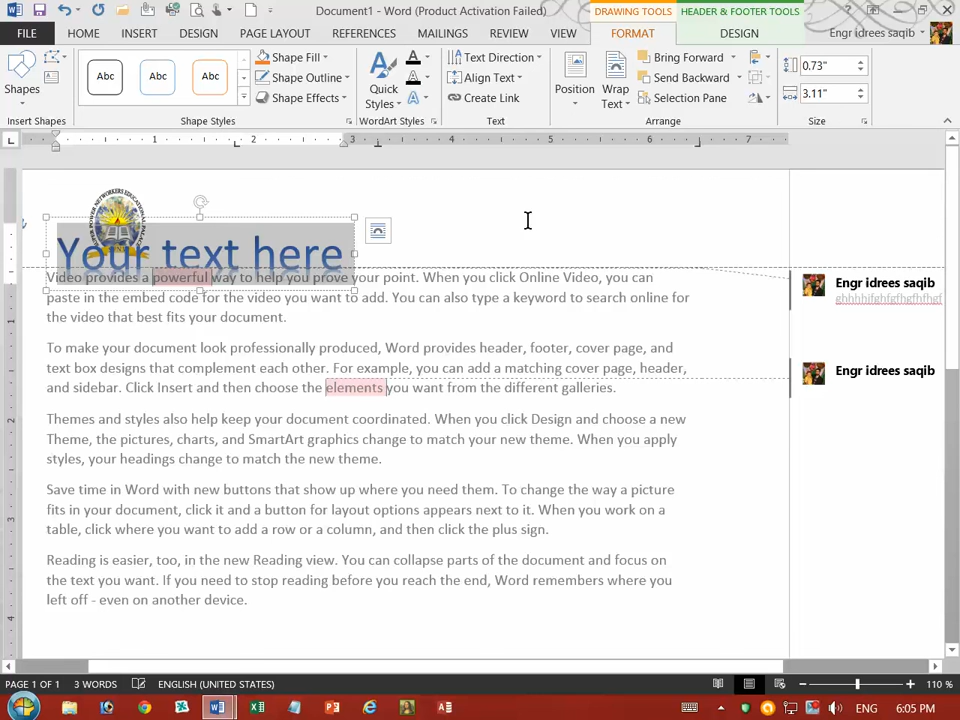 Document1 - Word (Product Activation Failed)
DRAWING TOOLS
HEADER & FOOTER TOOLS
FILE
HOME
INSERT
DESIGN
PAGE LAYOUT
REFERENCES
MAILINGS
REVIEW
VIEW
FORMAT
DESIGN
Engr idrees saqib
Shapes
Abc
Abc
Abc
Shape Fill
Shape Outline
Shape Effects
Quick
Styles
Text Direction
Align Text
Create Link
Position
Wrap
Text
Bring Forward
Send Backward
Selection Pane
0.73"
3.11"
Insert Shapes
Shape Styles
WordArt Styles
Text
Arrange
Size
1
2
3
4
5
6
7
Your text here
Video provides a powerful way to help you prove your point. When you click Online Video, you can
paste in the embed code for the video you want to add. You can also type a keyword to search online for
the video that best fits your document.
Engr idrees saqib
To make your document look professionally produced, Word provides header, footer, cover page, and
text box designs that complement each other. For example, you can add a matching cover page, header,
and sidebar. Click Insert and then choose the elements you want from the different galleries.
Engr idrees saqib
Themes and styles also help keep your document coordinated. When you click Design and choose a new
Theme, the pictures, charts, and SmartArt graphics change to match your new theme. When you apply
styles, your headings change to match the new theme.
Save time in Word with new buttons that show up where you need them. To change the way a picture
fits in your document, click it and a button for layout options appears next to it. When you work on a
table, click where you want to add a row or a column, and then click the plus sign.
Reading is easier, too, in the new Reading view. You can collapse parts of the document and focus on
the text you want. If you need to stop reading before you reach the end, Word remembers where you
left off - even on another device.
PAGE 1 OF 1
3 WORDS
ENGLISH (UNITED STATES)
110 %
ENG
6:05 PM